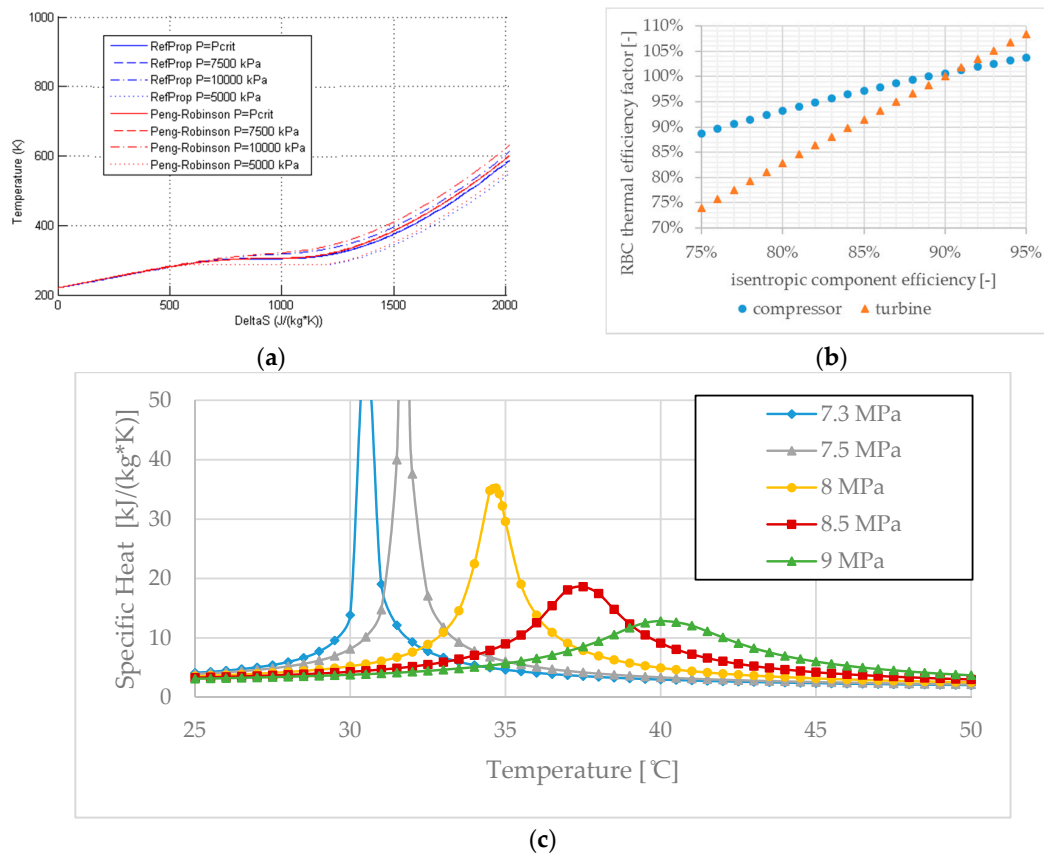 1000
800
600
400
200
Temperature (K)
RefProp P=Pcrit
RefProp P=7500 kPa
RefProp P=10000 kPa
RefProp P=5000 kPa
Peng-Robinson P=Pcrit
Peng-Robinson P=7500 kPa
Peng-Robinson P=10000 kPa
Peng-Robinson P=5000 kPa
0 500 1000 1500 2000
DeltaS (J/(kg*K))
(a)
RBC thermal efficiency factor [-]
110%
105%
100%
95%
90%
85%
80%
75%
70%
75% 80% 85% 90% 95%
isentropic component efficiency [-]
compressor turbine
(b)
Specific Heat [kJ/(kg*K)]
50
40
30
20
10
0
7.3 MPa
7.5 MPa
8 MPa
8.5 MPa
9 MPa
25 30 35 40 45 50
Temperature [℃]
(c)